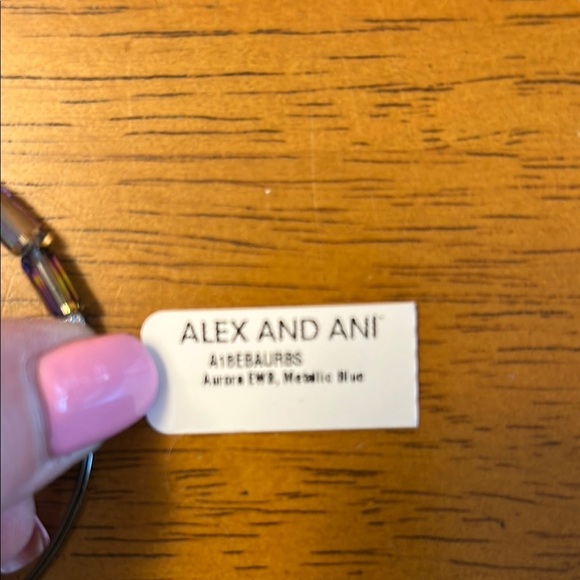 ALEX AND ANI
A18EBAURBS
Aurora EWB, Metallic Blue